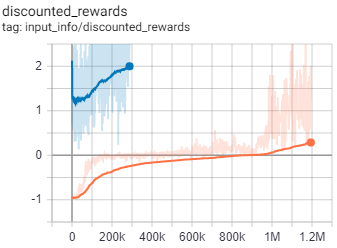 discounted_rewards
tag: input_info/discounted_rewards
2
1
0
-1
0 200k 400k 600k 800k 1M 1.2M